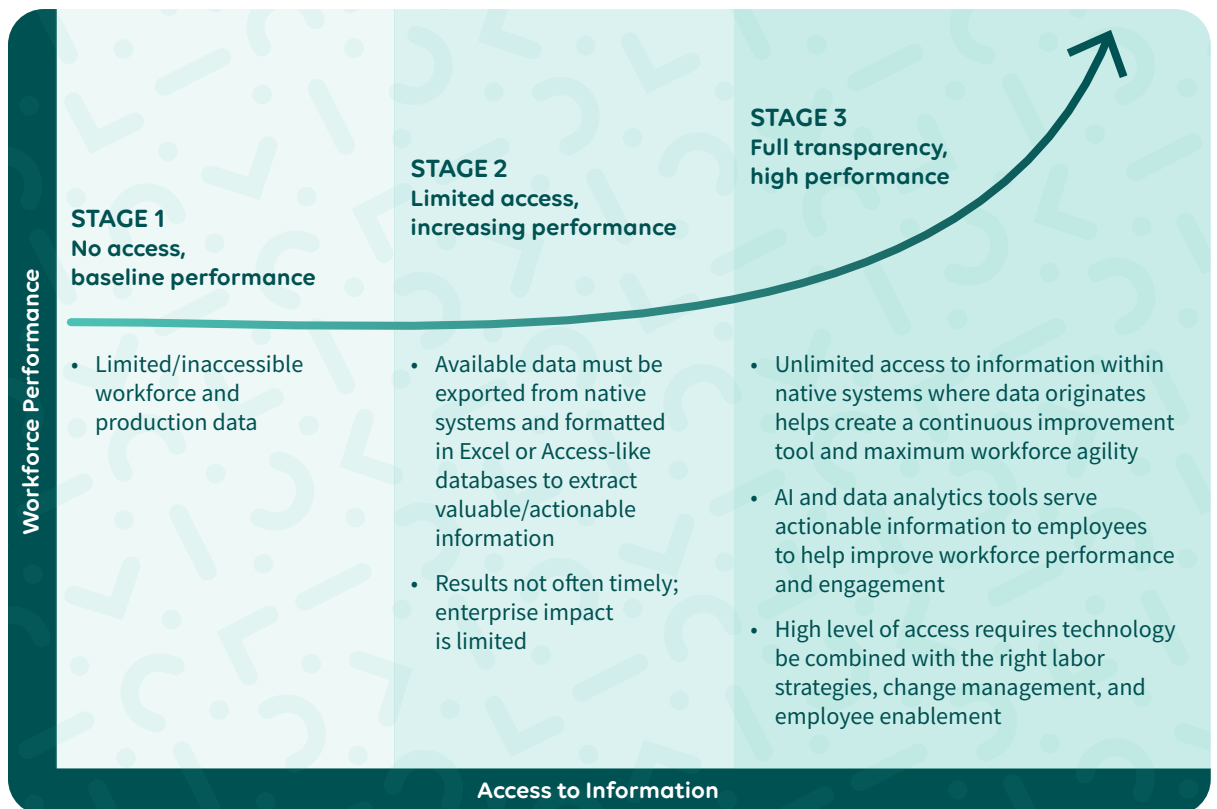 Workforce Performance
STAGE 1
No access,
baseline performance
• Limited/inaccessible
workforce and
production data
STAGE 2
Limited access,
increasing performance
• Available data must be
exported from native
systems and formatted
in Excel or Access-like
databases to extract
valuable/actionable
information
• Results not often timely;
enterprise impact
is limited
STAGE 3
Full transparency,
high performance
• Unlimited access to information within
native systems where data originates
helps create a continuous improvement
tool and maximum workforce agility
• AI and data analytics tools serve
actionable information to employees
to help improve workforce performance
and engagement
• High level of access requires technology
be combined with the right labor
strategies, change management, and
employee enablement
Access to Information